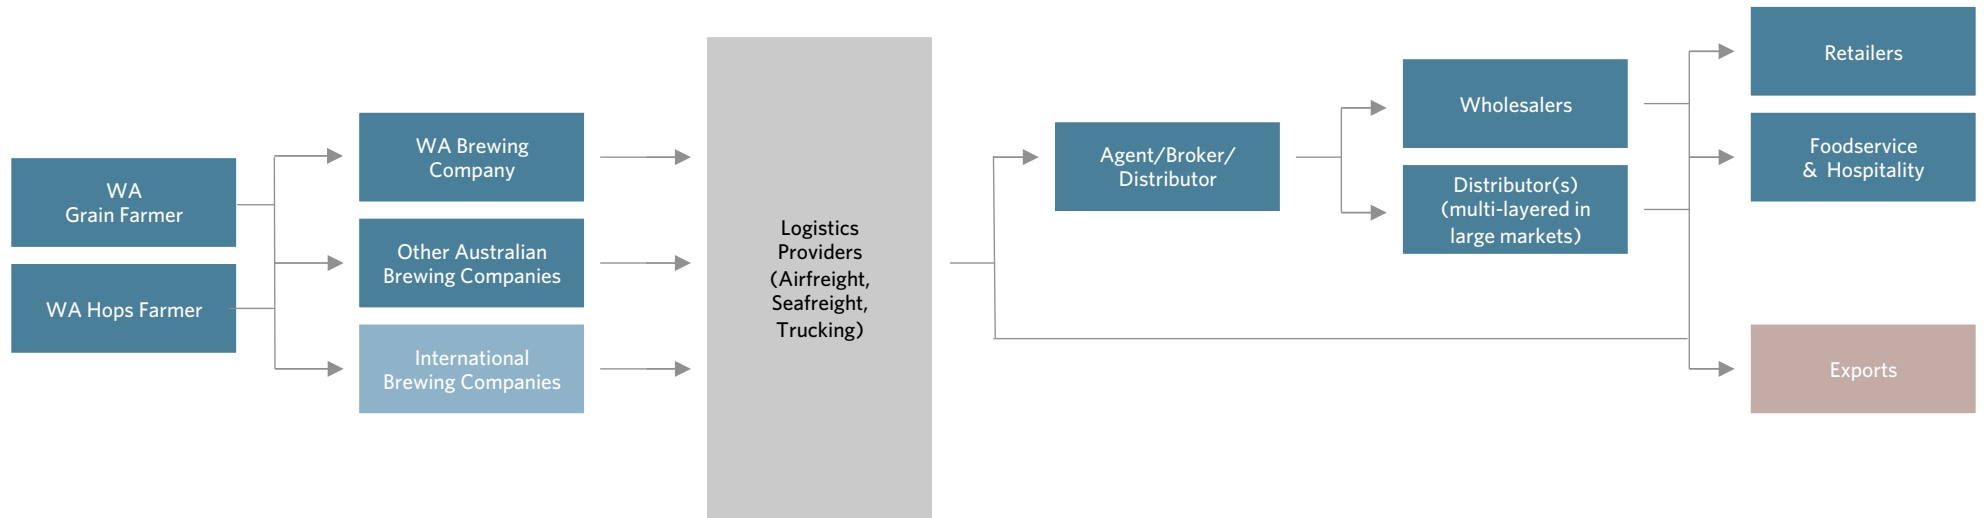 WA
Grain Farmer
WA Hops Farmer
WA Brewing
Company
Other Australian
Brewing Companies
International
Brewing Companies
Logistics
Providers
(Airfreight,
Seafreight,
Trucking)
Agent/Broker/
Distributor
Wholesalers
Distributor(s)
(multi-layered in
large markets)
Retailers
Foodservice
& Hospitality
Exports